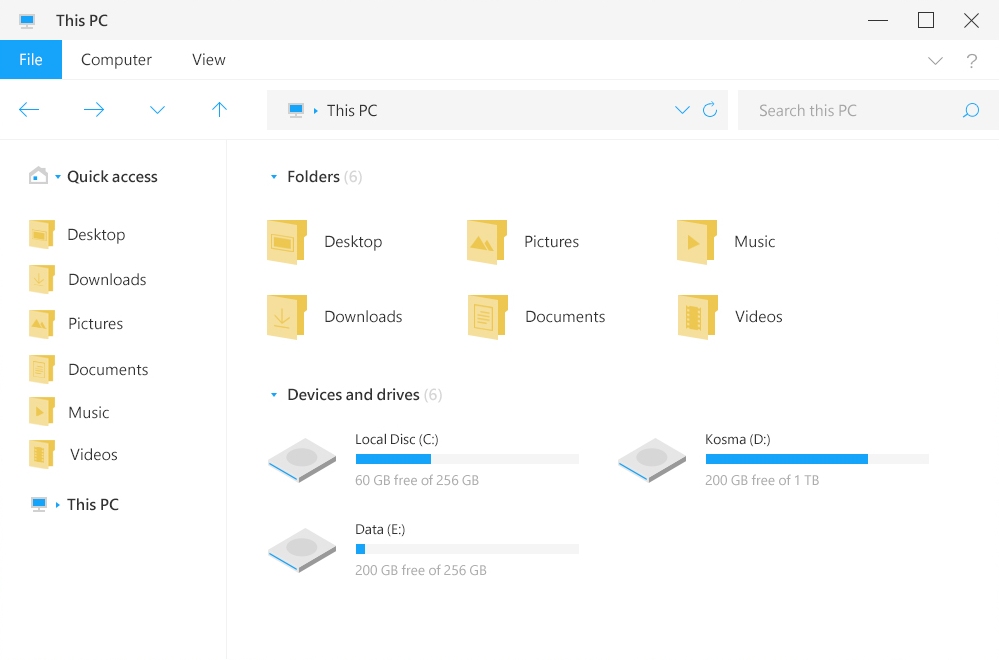 This PC
File Computer View ?
This PC
Search this PC
Quick access
Desktop
Downloads
Pictures
Documents
Music
Videos
This PC
Folders (6)
Desktop Pictures Music
Downloads Documents Videos
Devices and drives (6)
Local Disc (C:)
60 GB free of 256 GB
Kosma (D:)
200 GB free of 1 TB
Data (E:)
200 GB free of 256 GB